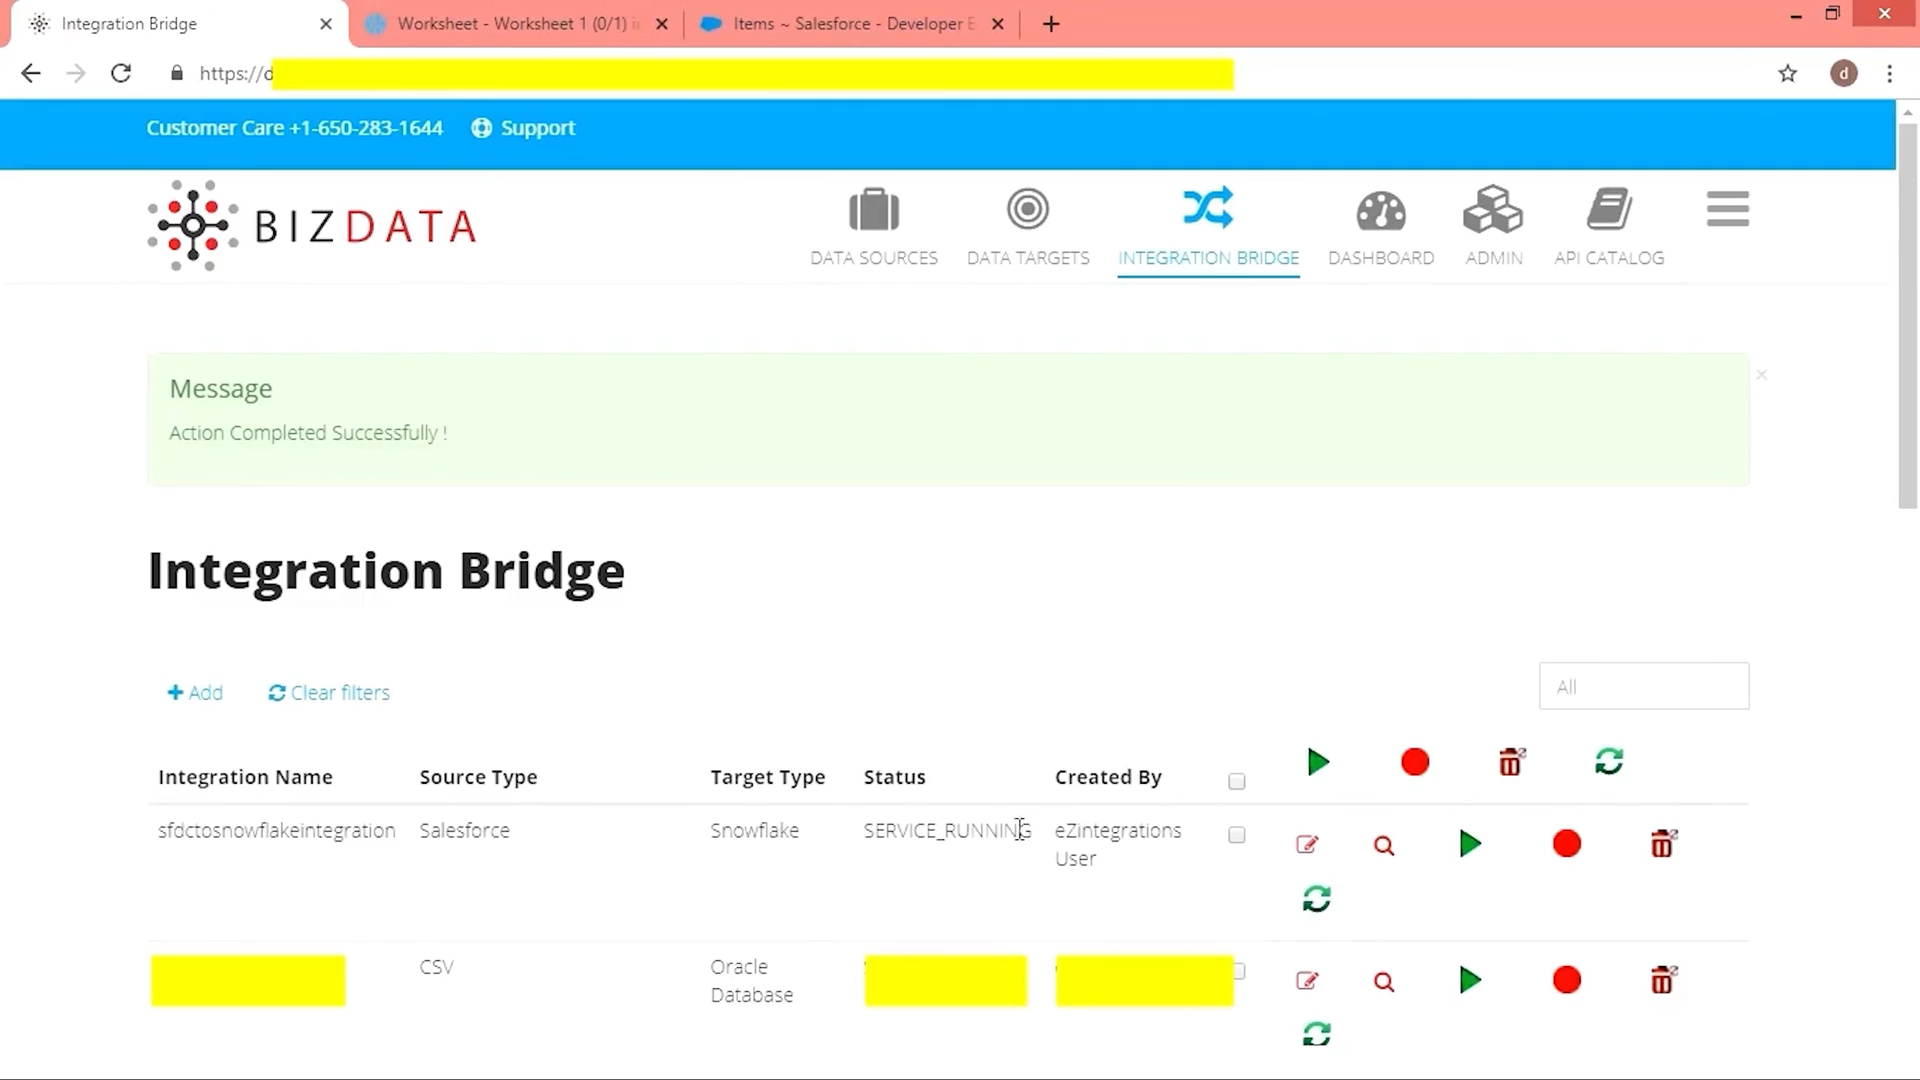 Integration Bridge
Worksheet - Worksheet 1 (0/1) i
Items ~ Salesforce - Developer E
https://d
d
Customer Care +1-650-283-1644
Support
BIZDATA
DATA SOURCES
DATA TARGETS
INTEGRATION BRIDGE
DASHBOARD
ADMIN
API CATALOG
Message
Action Completed Successfully !
Integration Bridge
Add
Clear filters
All
Integration Name Source Type Target Type Status Created By
sfdctosnowflakeintegration Salesforce Snowflake SERVICE_RUNNING eZintegrations
User
CSV Oracle
Database